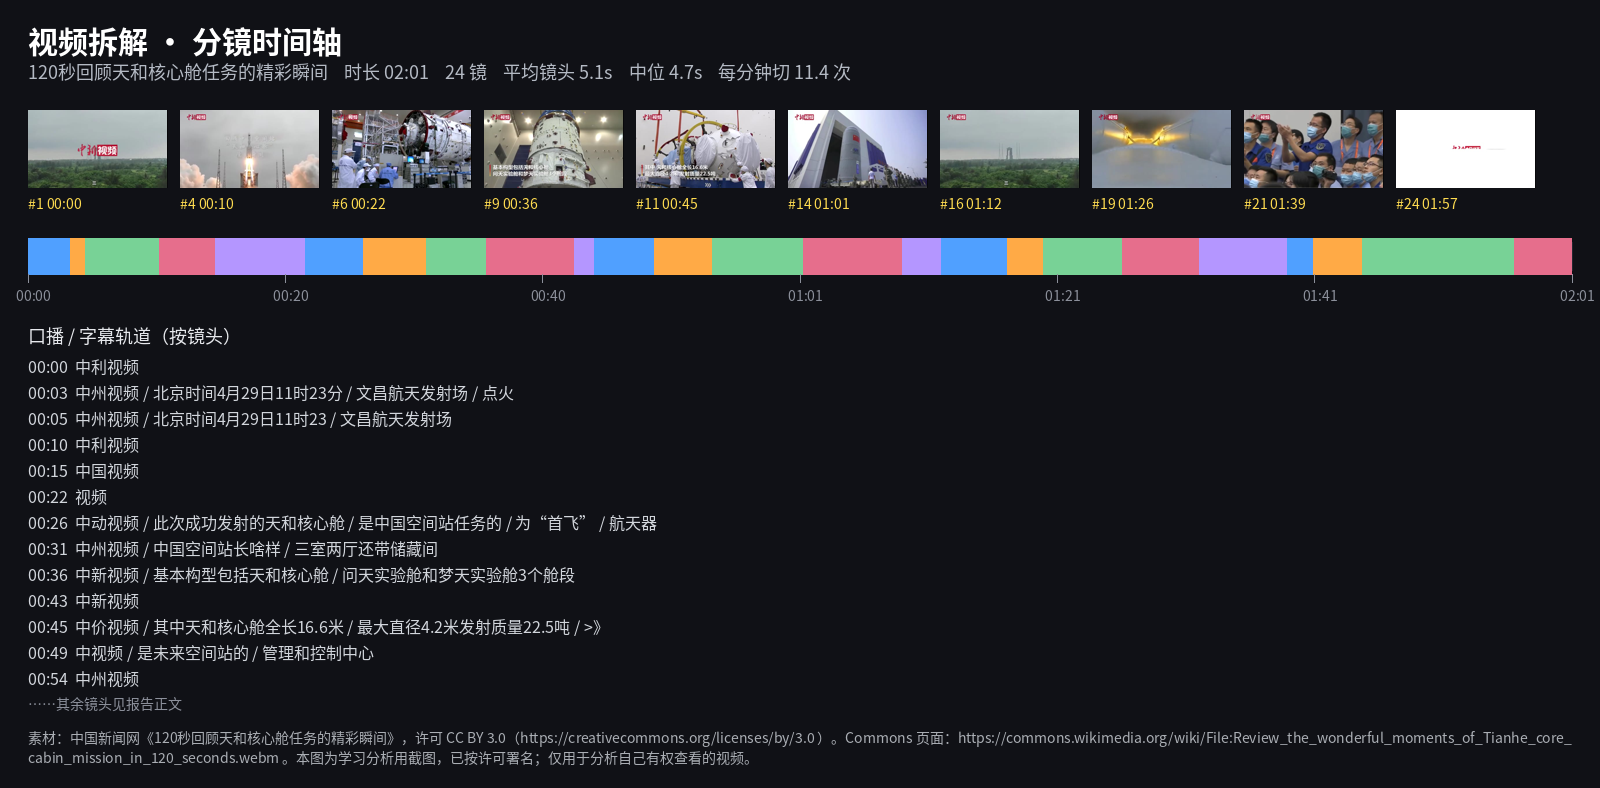 视频拆解 · 分镜时间轴
120秒回顾天和核心舱任务的精彩瞬间 时长 02:01 24 镜 平均镜头 5.1s 中位 4.7s 每分钟切 11.4 次
中新视频
#1 00:00 #4 00:10 #6 00:22 #9 00:36 #11 00:45 #14 01:01 #16 01:12 #19 01:26 #21 01:39 #24 01:57
00:00 00:20 00:40 01:01 01:21 01:41 02:01
口播 / 字幕轨道（按镜头）
00:00 中利视频
00:03 中州视频 / 北京时间4月29日11时23分 / 文昌航天发射场 / 点火
00:05 中州视频 / 北京时间4月29日11时23 / 文昌航天发射场
00:10 中利视频
00:15 中国视频
00:22 视频
00:26 中动视频 / 此次成功发射的天和核心舱 / 是中国空间站任务的 / 为“首飞” / 航天器
00:31 中州视频 / 中国空间站长啥样 / 三室两厅还带储藏间
00:36 中新视频 / 基本构型包括天和核心舱 / 问天实验舱和梦天实验舱3个舱段
00:43 中新视频
00:45 中价视频 / 其中天和核心舱全长16.6米 / 最大直径4.2米发射质量22.5吨 / >》
00:49 中视频 / 是未来空间站的 / 管理和控制中心
00:54 中州视频
……其余镜头见报告正文
素材：中国新闻网《120秒回顾天和核心舱任务的精彩瞬间》，许可 CC BY 3.0（https://creativecommons.org/licenses/by/3.0 ）。Commons 页面：https://commons.wikimedia.org/wiki/File:Review_the_wonderful_moments_of_Tianhe_core_
cabin_mission_in_120_seconds.webm 。本图为学习分析用截图，已按许可署名；仅用于分析自己有权查看的视频。